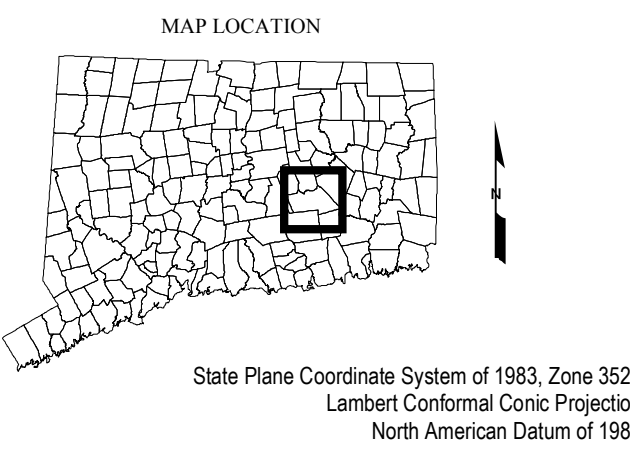 MAP LOCATION
N
State Plane Coordinate System of 1983, Zone 352
Lambert Conformal Conic Projectio
North American Datum of 198